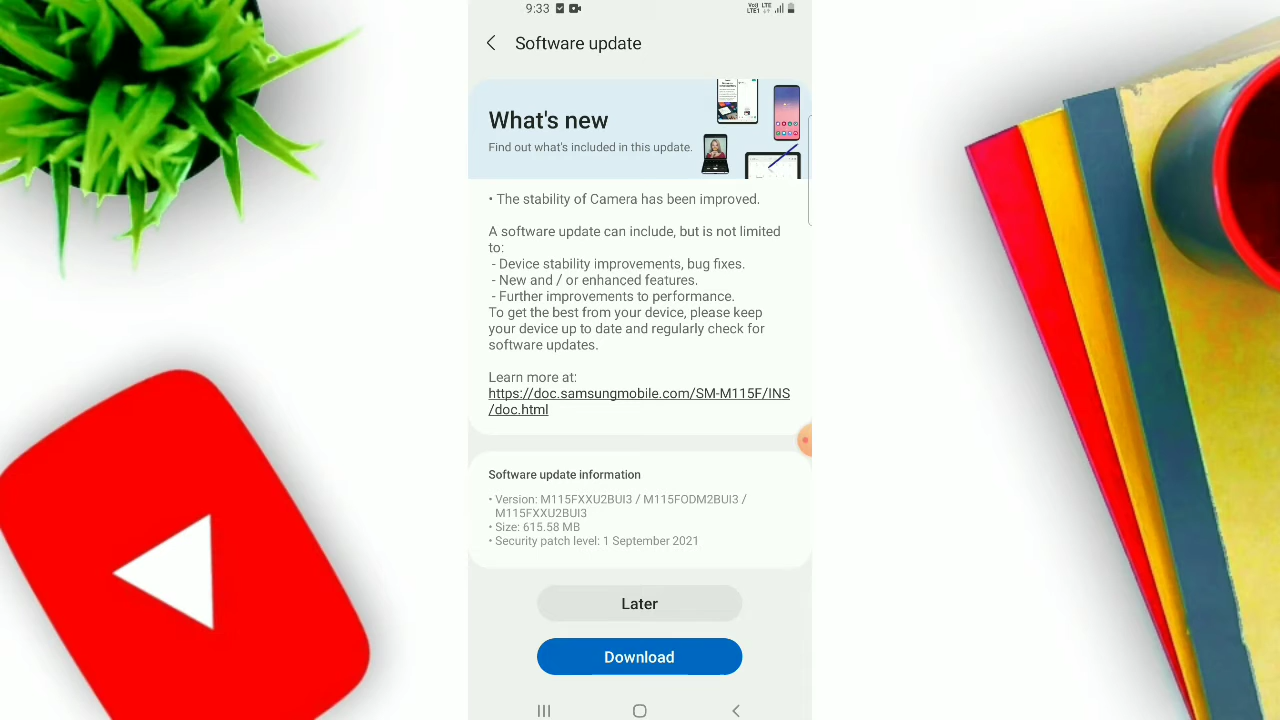 9:33
Vo)) LTE
LTE1
Software update
What's new
Find out what's included in this update.
• The stability of Camera has been improved.
A software update can include, but is not limited
to:
- Device stability improvements, bug fixes.
- New and / or enhanced features.
- Further improvements to performance.
To get the best from your device, please keep
your device up to date and regularly check for
software updates.
Learn more at:
https://doc.samsungmobile.com/SM-M115F/INS
/doc.html
Software update information
• Version: M115FXXU2BUI3 / M115FODM2BUI3 /
M115FXXU2BUI3
• Size: 615.58 MB
• Security patch level: 1 September 2021
Later
Download